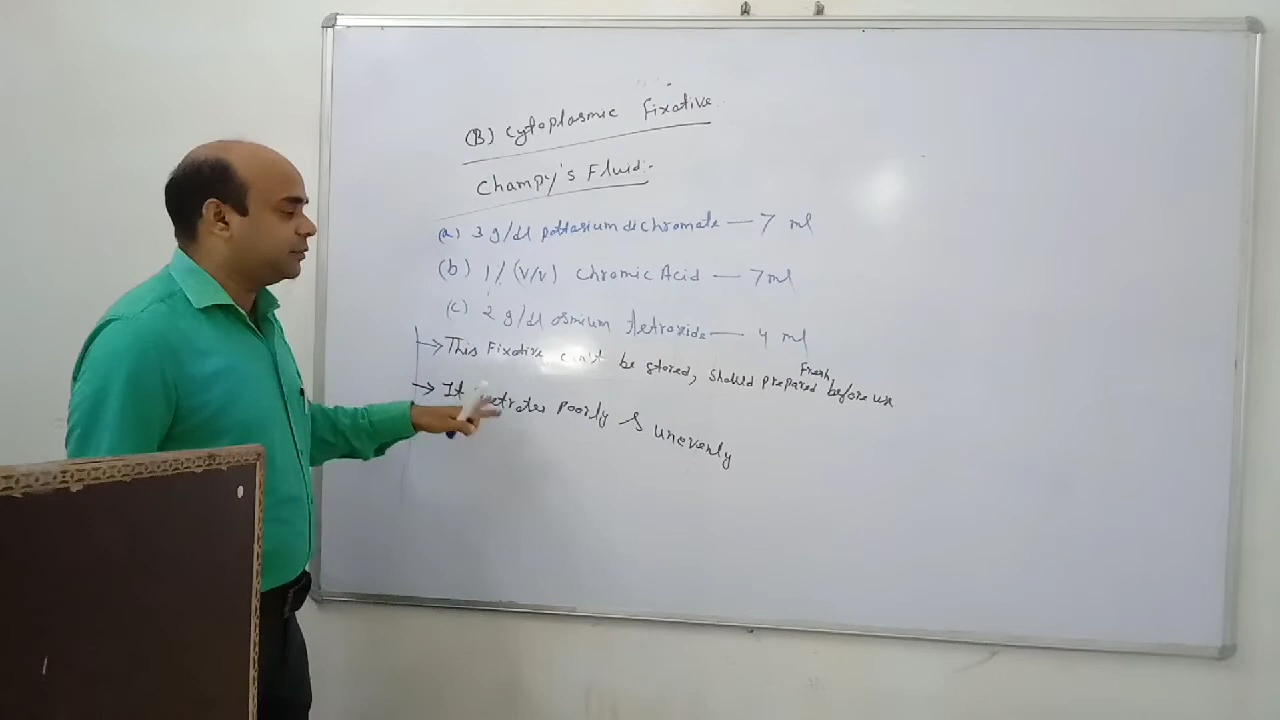 (B) Cytoplasmic Fixative
Champy's Fluid:-
(a) 3 g/dl potassium dichromate — 7 ml
(b) 1% (v/v) Chromic Acid — 7 ml
(c) 2 g/dl osmium tetroxide — 4 ml
→ This Fixative can't be stored, should prepared Fresh before use
→ It poorly & unevenly